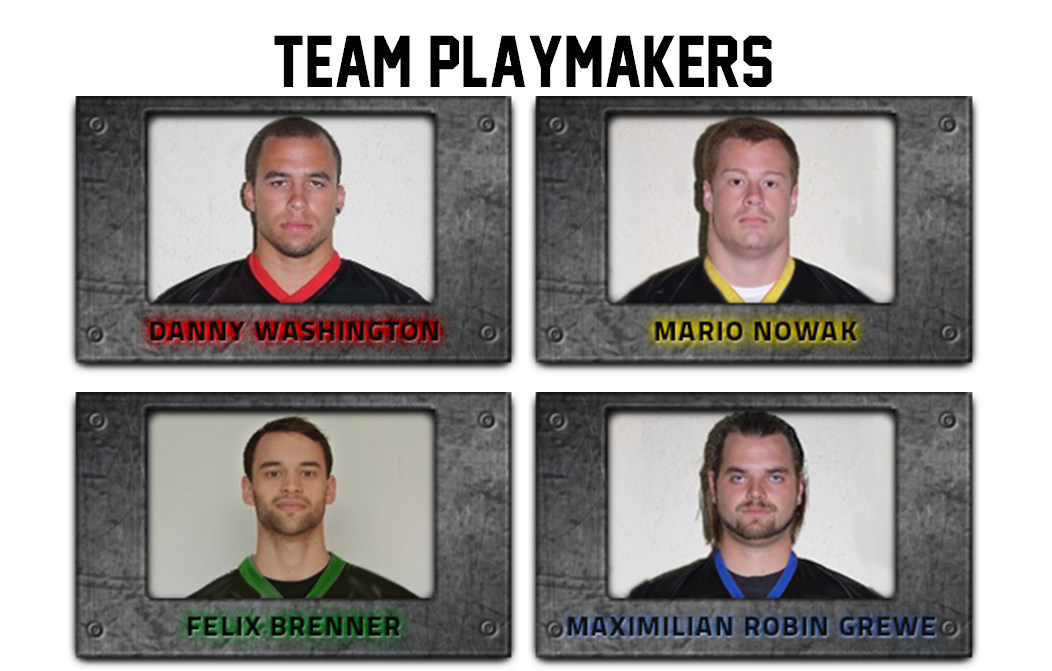 TEAM PLAYMAKERS
DANNY WASHINGTON
MARIO NOWAK
FELIX BRENNER
MAXIMILIAN ROBIN GREWE